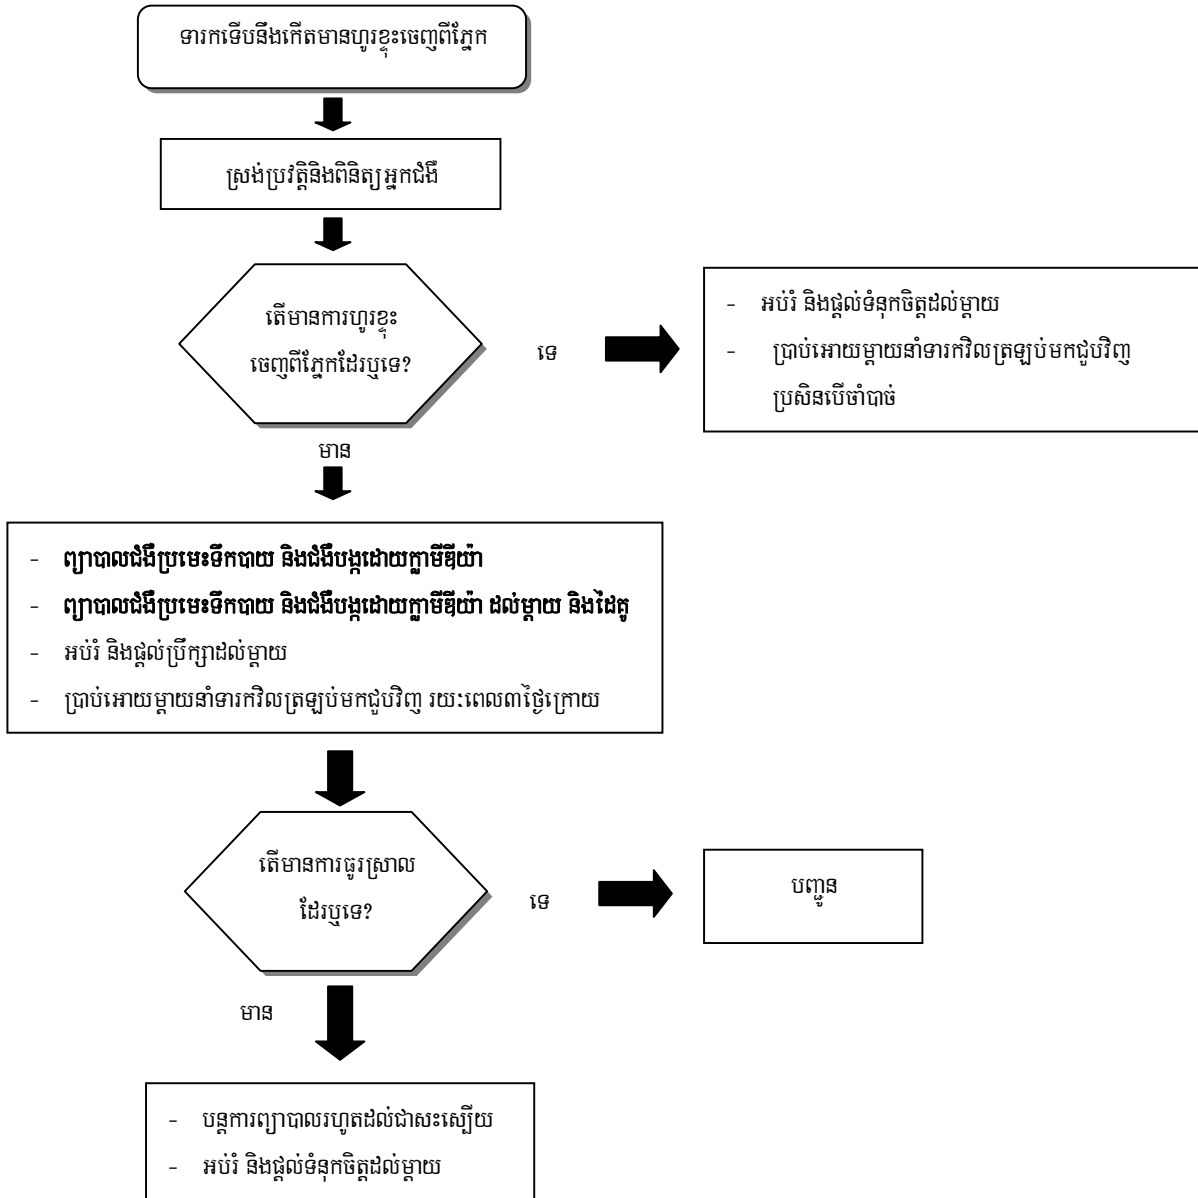 ទារកទើបនឹងកើតមានហូរខ្ទុះចេញពីភ្នែក
ស្រង់ប្រវត្តិនិងពិនិត្យអ្នកជំងឺ
តើមានការហូរខ្ទុះ
ចេញពីភ្នែកដែរឬទេ?
ទេ
- អប់រំ និងផ្តល់ទំនុកចិត្តដល់ម្តាយ
- ប្រាប់អោយម្តាយនាំទារកវិលត្រឡប់មកជួបវិញ
ប្រសិនបើចាំបាច់
មាន
- ព្យាបាលជំងឺប្រមេះទឹកបាយ និងជំងឺបង្កដោយក្លាមីឌីយ៉ា
- ព្យាបាលជំងឺប្រមេះទឹកបាយ និងជំងឺបង្កដោយក្លាមីឌីយ៉ា ដល់ម្តាយ និងដៃគូ
- អប់រំ និងផ្តល់ប្រឹក្សាដល់ម្តាយ
- ប្រាប់អោយម្តាយនាំទារកវិលត្រឡប់មកជួបវិញ រយៈពេល៣ថ្ងៃក្រោយ
តើមានការធូរស្រាល
ដែរឬទេ?
ទេ
បញ្ជូន
មាន
- បន្តការព្យាបាលរហូតដល់ជាសះស្បើយ
- អប់រំ និងផ្តល់ទំនុកចិត្តដល់ម្តាយ